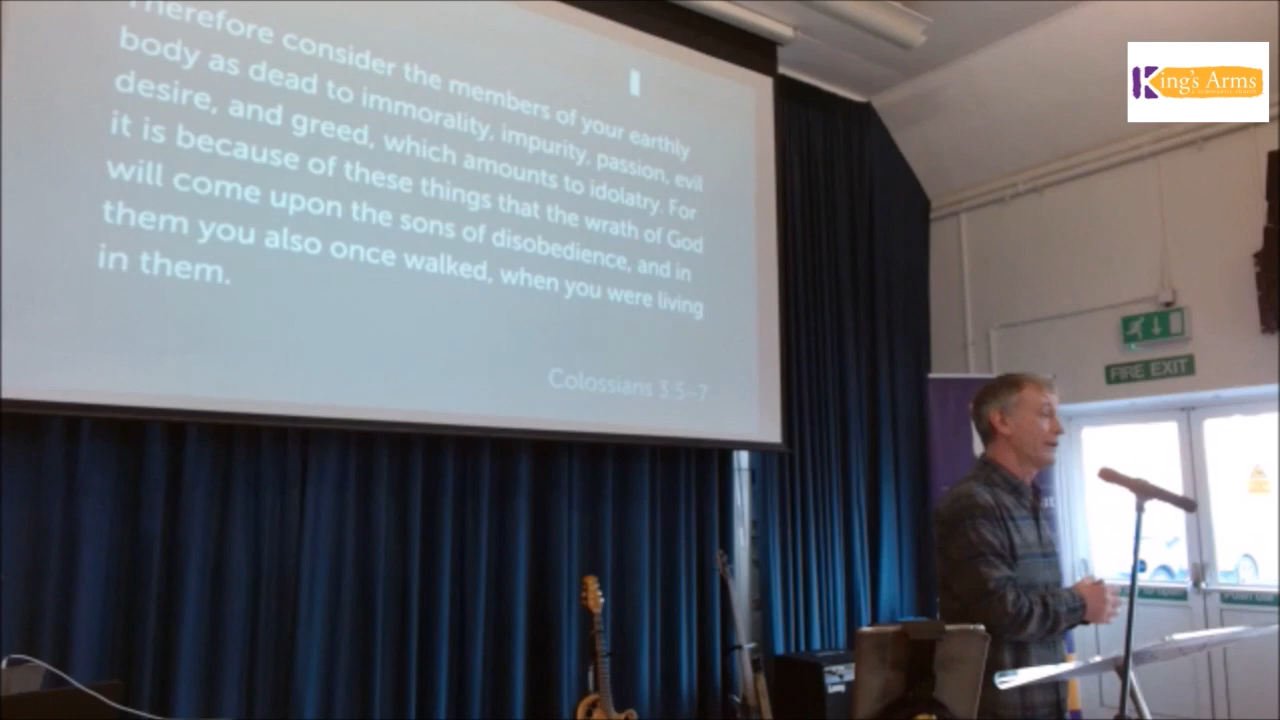 Therefore consider the members of your earthly
body as dead to immorality, impurity, passion, evil
desire, and greed, which amounts to idolatry. For
it is because of these things that the wrath of God
will come upon the sons of disobedience, and in
them you also once walked, when you were living
in them.
Colossians 3:5-7
King's Arms
a community church
FIRE EXIT